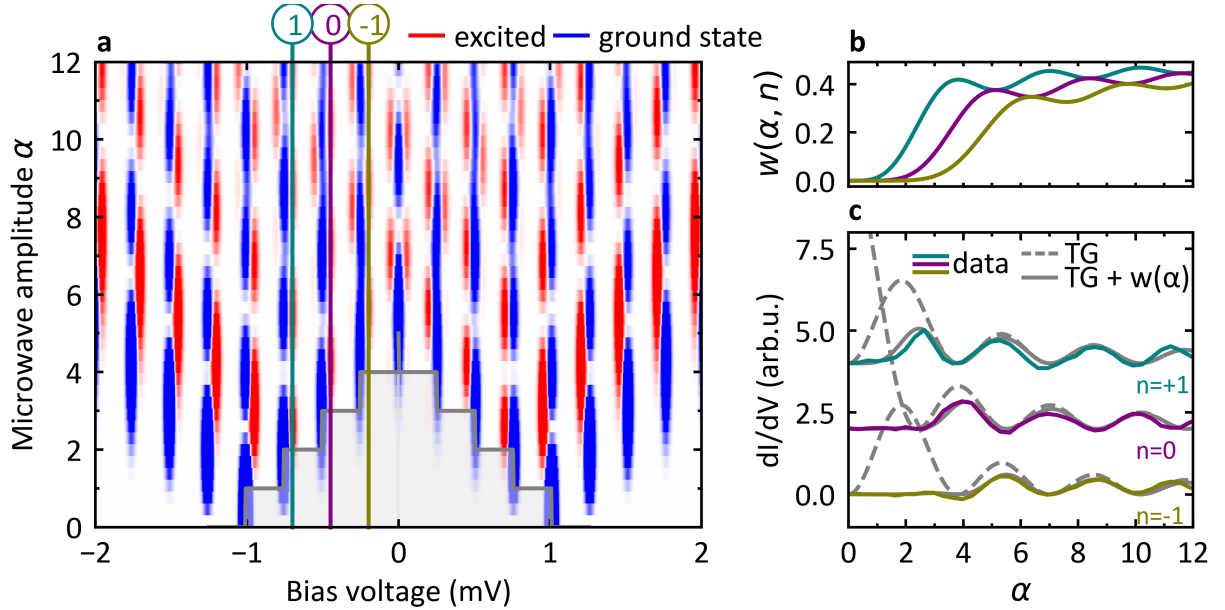 1 0 -1
a
excited ground state
12
10
8
6
4
2
0
Microwave amplitude α
−2 −1 0 1 2
Bias voltage (mV)
b
0.4
0.2
0.0
w(α, n)
c
7.5
5.0
2.5
0.0
dI/dV (arb.u.)
data
TG
TG + w(α)
n=+1
n=0
n=-1
0 2 4 6 8 10 12
α